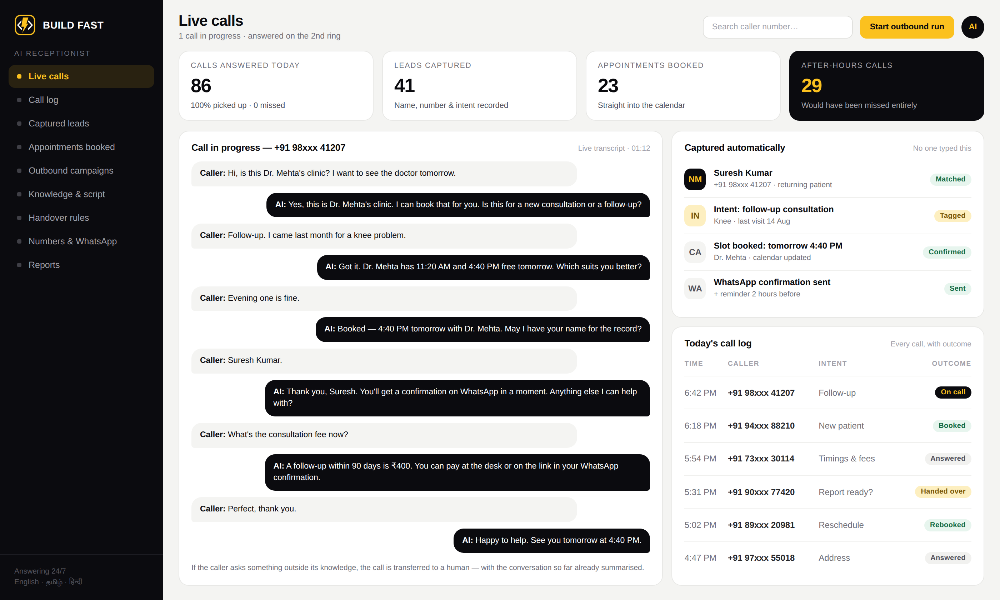 BUILD FAST
AI RECEPTIONIST
Live calls
Call log
Captured leads
Appointments booked
Outbound campaigns
Knowledge & script
Handover rules
Numbers & WhatsApp
Reports
Answering 24/7
English · தமிழ் · हिन्दी
Live calls
1 call in progress · answered on the 2nd ring
Search caller number…
Start outbound run
AI
CALLS ANSWERED TODAY
86
100% picked up · 0 missed
LEADS CAPTURED
41
Name, number & intent recorded
APPOINTMENTS BOOKED
23
Straight into the calendar
AFTER-HOURS CALLS
29
Would have been missed entirely
Call in progress — +91 98xxx 41207
Live transcript · 01:12
Caller: Hi, is this Dr. Mehta's clinic? I want to see the doctor tomorrow.
AI: Yes, this is Dr. Mehta's clinic. I can book that for you. Is this for a new consultation or a follow-up?
Caller: Follow-up. I came last month for a knee problem.
AI: Got it. Dr. Mehta has 11:20 AM and 4:40 PM free tomorrow. Which suits you better?
Caller: Evening one is fine.
AI: Booked — 4:40 PM tomorrow with Dr. Mehta. May I have your name for the record?
Caller: Suresh Kumar.
AI: Thank you, Suresh. You'll get a confirmation on WhatsApp in a moment. Anything else I can help
with?
Caller: What's the consultation fee now?
AI: A follow-up within 90 days is ₹400. You can pay at the desk or on the link in your WhatsApp
confirmation.
Caller: Perfect, thank you.
AI: Happy to help. See you tomorrow at 4:40 PM.
If the caller asks something outside its knowledge, the call is transferred to a human — with the conversation so far already summarised.
Captured automatically
No one typed this
NM
Suresh Kumar
+91 98xxx 41207 · returning patient
Matched
IN
Intent: follow-up consultation
Knee · last visit 14 Aug
Tagged
CA
Slot booked: tomorrow 4:40 PM
Dr. Mehta · calendar updated
Confirmed
WA
WhatsApp confirmation sent
+ reminder 2 hours before
Sent
Today's call log
Every call, with outcome
TIME CALLER INTENT OUTCOME
6:42 PM +91 98xxx 41207 Follow-up On call
6:18 PM +91 94xxx 88210 New patient Booked
5:54 PM +91 73xxx 30114 Timings & fees Answered
5:31 PM +91 90xxx 77420 Report ready? Handed over
5:02 PM +91 89xxx 20981 Reschedule Rebooked
4:47 PM +91 97xxx 55018 Address Answered